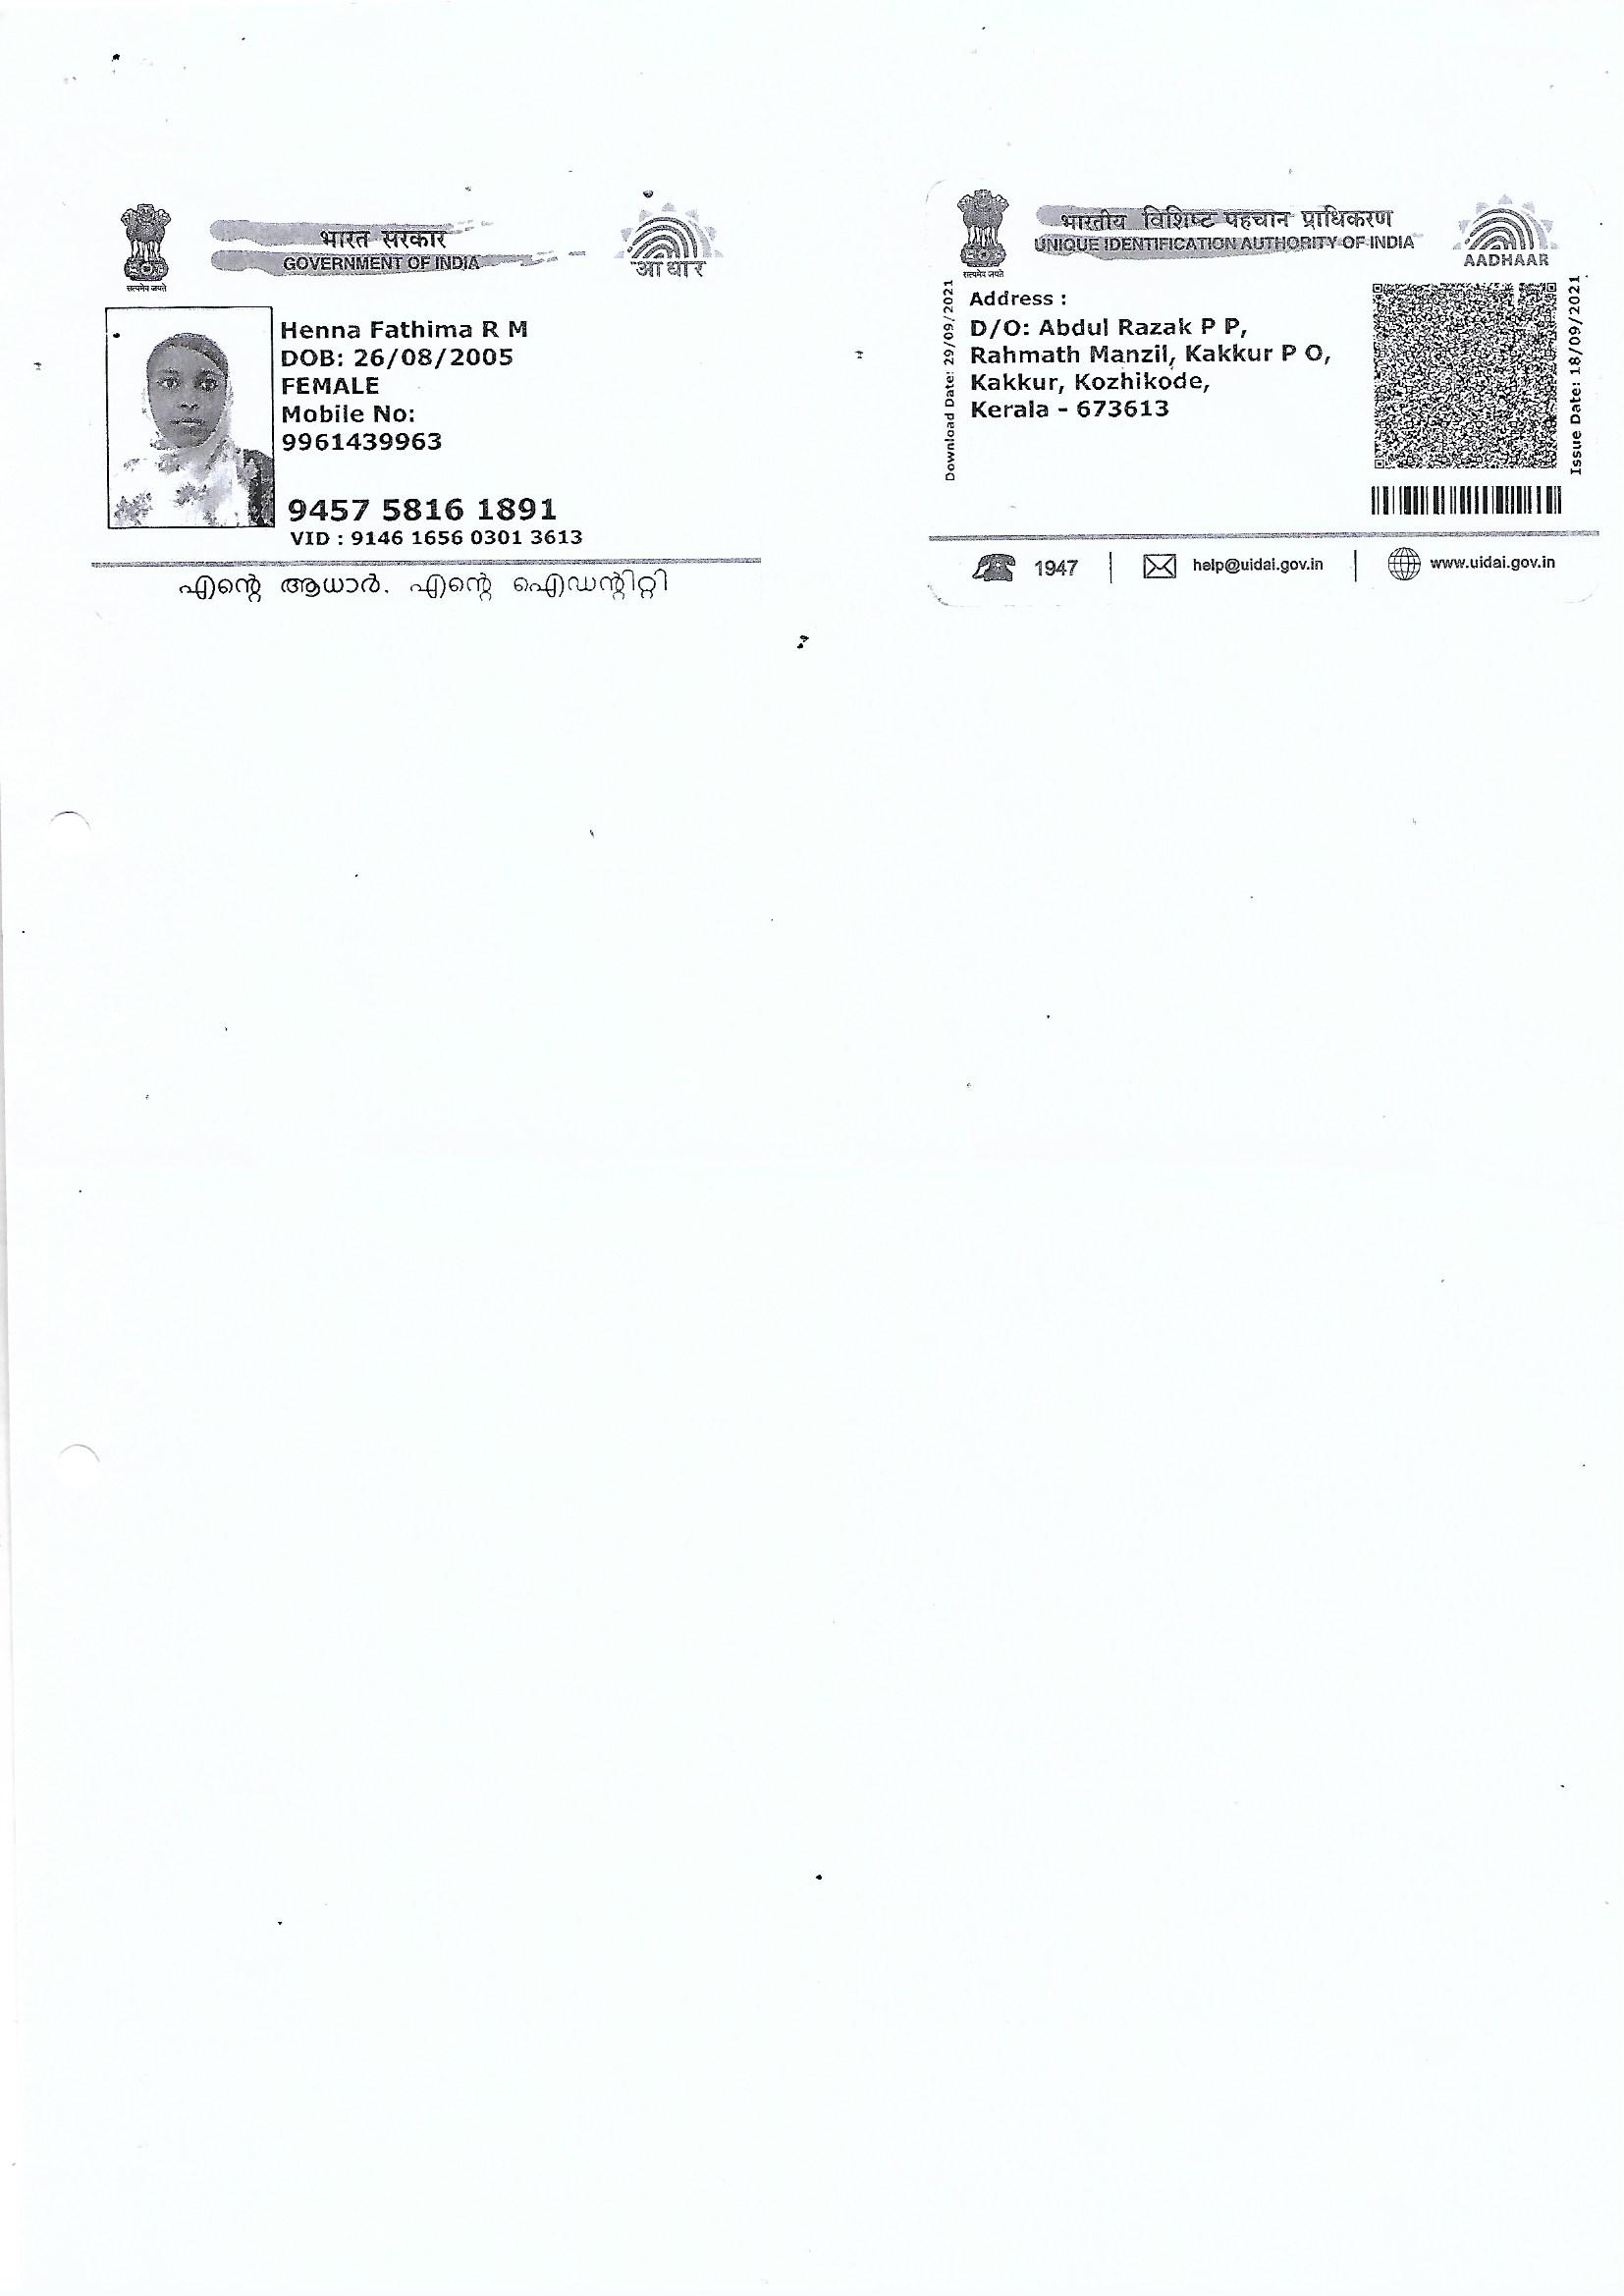 भारत सरकार
GOVERNMENT OF INDIA
सत्यमेव जयते
आधार
Henna Fathima R M
DOB: 26/08/2005
FEMALE
Mobile No:
9961439963
9457 5816 1891
VID : 9146 1656 0301 3613
എന്റെ ആധാർ. എന്റെ ഐഡന്റിറ്റി
भारतीय विशिष्ट पहचान प्राधिकरण
UNIQUE IDENTIFICATION AUTHORITY OF INDIA
सत्यमेव जयते
AADHAAR
Download Date: 29/09/2021
Address :
D/O: Abdul Razak P P,
Rahmath Manzil, Kakkur P O,
Kakkur, Kozhikode,
Kerala - 673613
Issue Date: 18/09/2021
1947
help@uidai.gov.in
www.uidai.gov.in